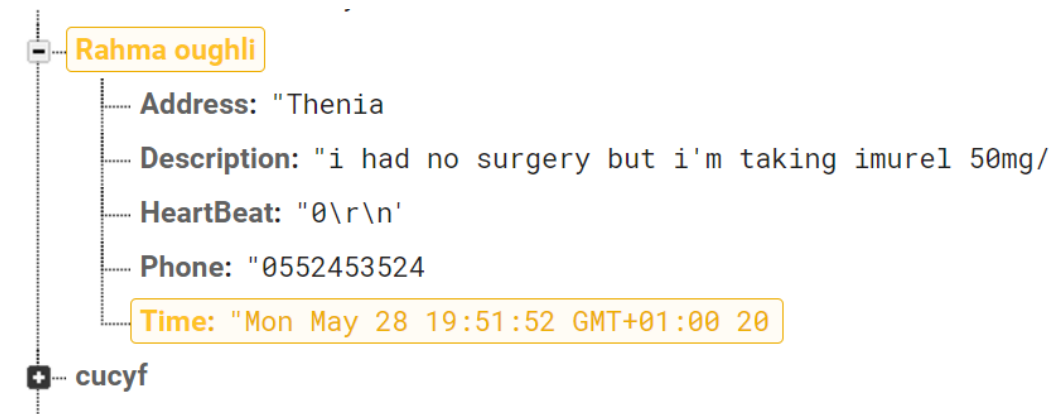 Rahma oughli
Address: "Thenia
Description: "i had no surgery but i'm taking imurel 50mg/
HeartBeat: "0\r\n'
Phone: "0552453524
Time: "Mon May 28 19:51:52 GMT+01:00 20
cucyf